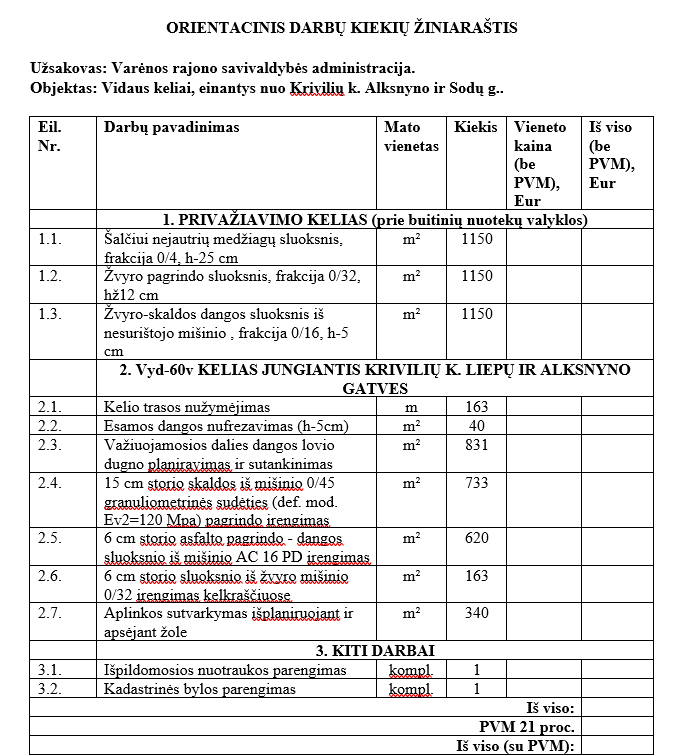 ORIENTACINIS DARBŲ KIEKIŲ ŽINIARAŠTIS
Užsakovas: Varėnos rajono savivaldybės administracija.
Objektas: Vidaus keliai, einantys nuo Krivilių k. Alksnyno ir Sodų g..
Eil. Nr. Darbų pavadinimas Mato vienetas Kiekis Vieneto kaina (be PVM), Eur Iš viso (be PVM), Eur
1. PRIVAŽIAVIMO KELIAS (prie buitinių nuotekų valyklos)
1.1. Šalčiui nejautrių medžiagų sluoksnis, m² 1150
frakcija 0/4, h-25 cm
1.2. Žvyro pagrindo sluoksnis, frakcija 0/32, m² 1150
hž12 cm
1.3. Žvyro-skaldos dangos sluoksnis iš m² 1150
nesurištojo mišinio , frakcija 0/16, h-5
cm
2. Vyd-60v KELIAS JUNGIANTIS KRIVILIŲ K. LIEPŲ IR ALKSNYNO
GATVES
2.1. Kelio trasos nužymėjimas m 163
2.2. Esamos dangos nufrezavimas (h-5cm) m² 40
2.3. Važiuojamosios dalies dangos lovio m² 831
dugno planiravimas ir sutankinimas
2.4. 15 cm storio skaldos iš mišinio 0/45 m² 733
granuliometrinės sudėties (def. mod.
Ev2=120 Mpa) pagrindo įrengimas
2.5. 6 cm storio asfalto pagrindo - dangos m² 620
sluoksnio iš mišinio AC 16 PD įrengimas
2.6. 6 cm storio sluoksnio iš žvyro mišinio m² 163
0/32 įrengimas kelkraščiuose
2.7. Aplinkos sutvarkymas išplaniruojant ir m² 340
apsėjant žole
3. KITI DARBAI
3.1. Išpildomosios nuotraukos parengimas kompl. 1
3.2. Kadastrinės bylos parengimas kompl. 1
Iš viso:
PVM 21 proc.
Iš viso (su PVM):